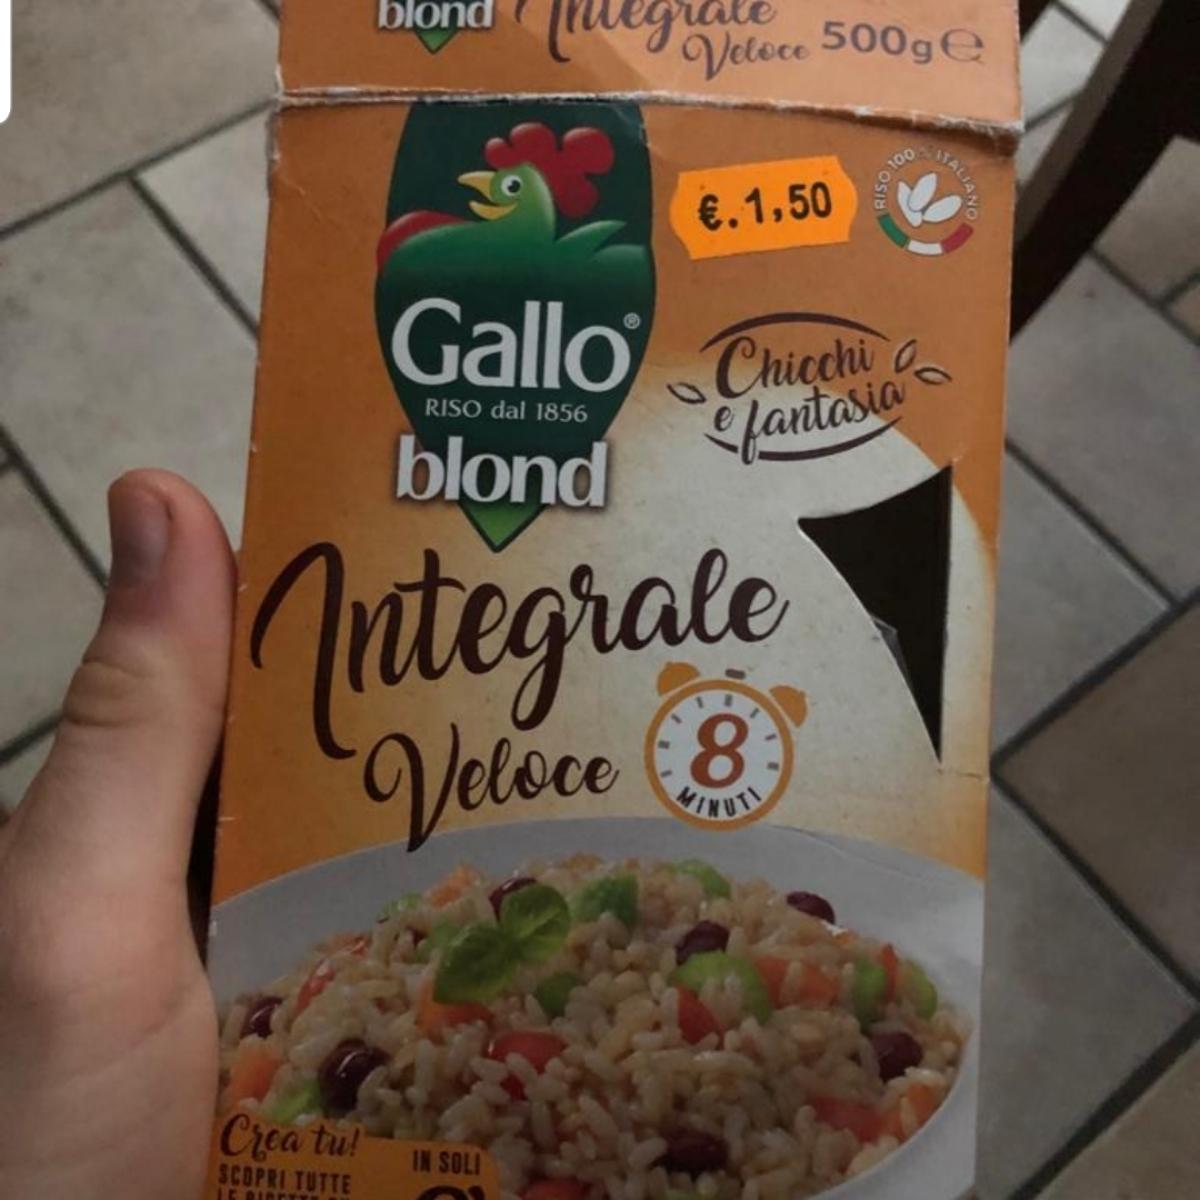 blond Integrale
Veloce 500g e
€.1,50
RISO 100% ITALIANO
Gallo®
RISO dal 1856
blond
Chicchi
e fantasia
Integrale
Veloce
8
MINUTI
Crea tu!
SCOPRI TUTTE
IN SOLI